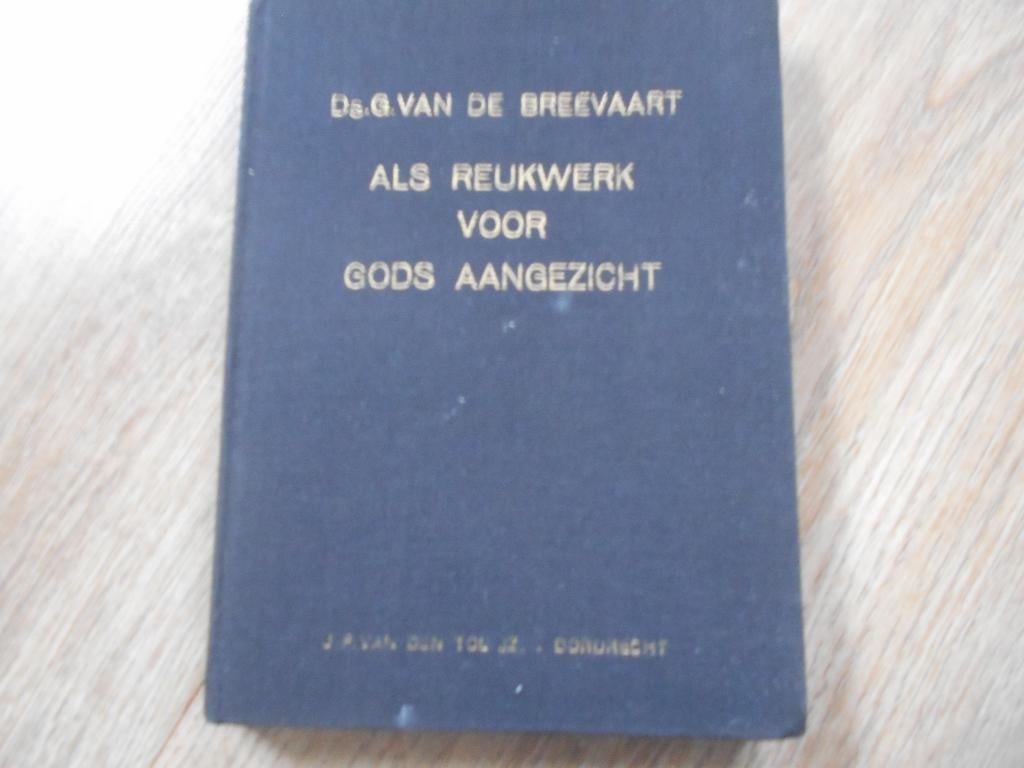 Ds.G.VAN DE BREEVAART
ALS REUKWERK
VOOR
GODS AANGEZICHT
J.P.VAN DEN TOL JZ. - DORDRECHT